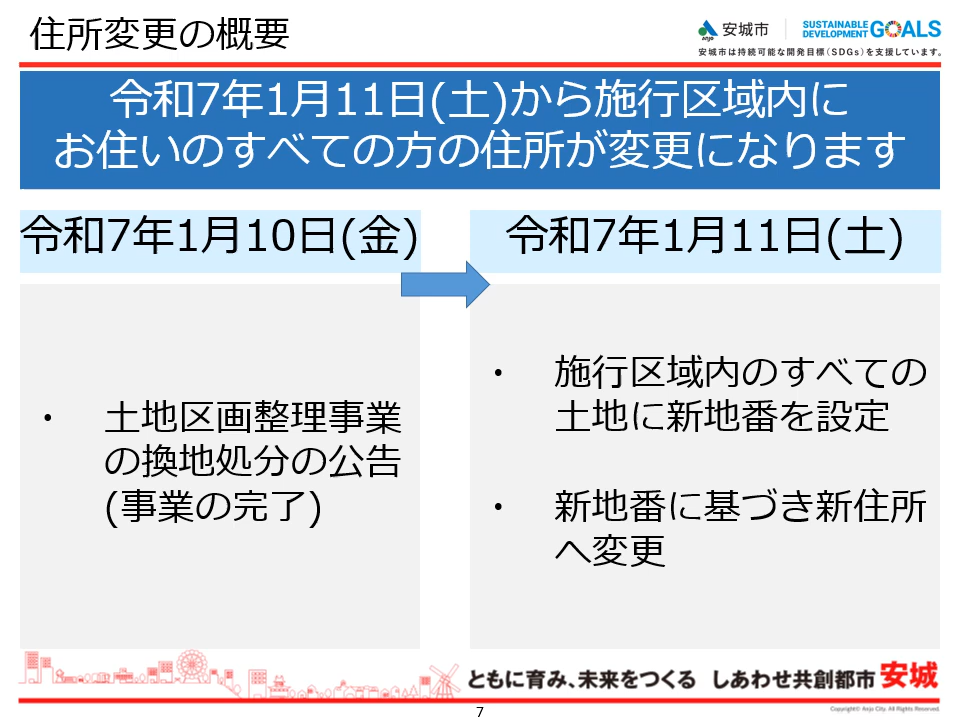 住所変更の概要
anjo
安城市
SUSTAINABLE
DEVELOPMENT GOALS
安城市は持続可能な開発目標(SDGs)を支援しています。
令和7年1月11日(土)から施行区域内に
お住いのすべての方の住所が変更になります
令和7年1月10日(金)
令和7年1月11日(土)
・ 土地区画整理事業
の換地処分の公告
(事業の完了)
・ 施行区域内のすべての
土地に新地番を設定
・ 新地番に基づき新住所
へ変更
ともに育み、未来をつくる しあわせ共創都市 安城
Copyright© Anjo City. All Rights Reserved.
7